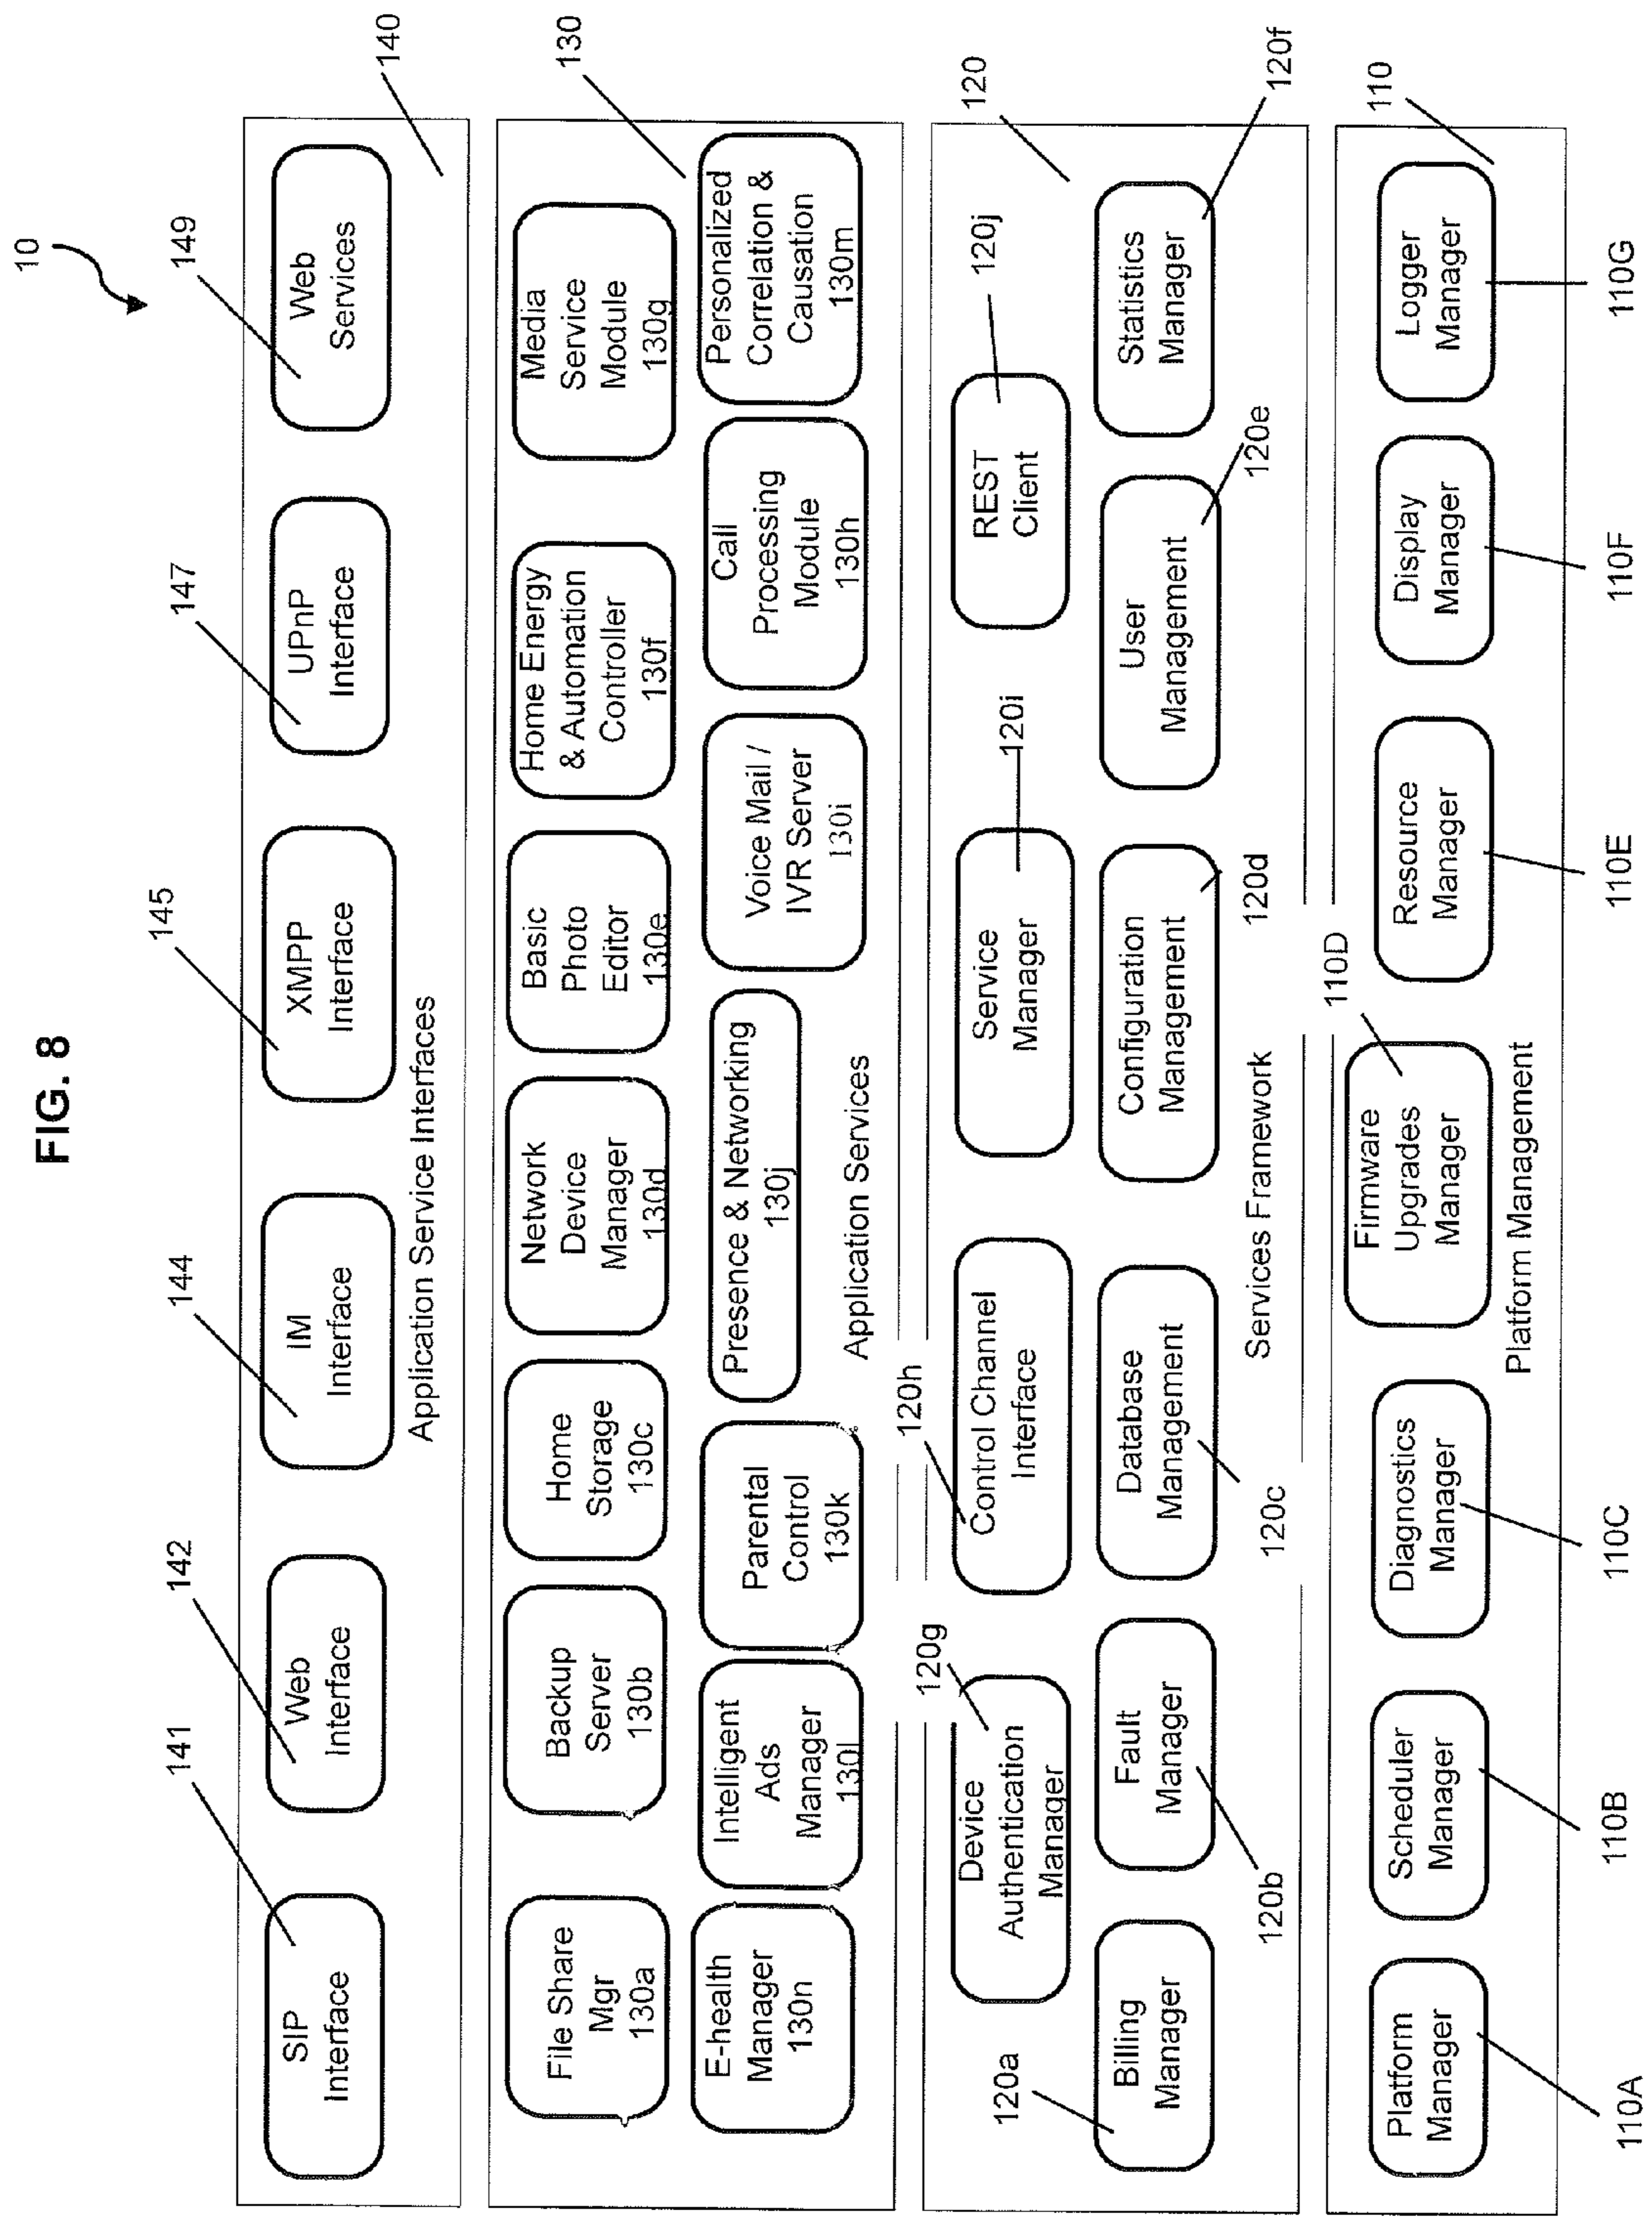 FIG. 8
10
141
142
144
145
147
149
140
SIP
Interface
Web
Interface
IM
Interface
XMPP
Interface
UPnP
Interface
Web
Services
Application Service Interfaces
130
File Share
Mgr
130a
Backup
Server
130b
Home
Storage
130c
Network
Device
Manager
130d
Basic
Photo
Editor
130e
Home Energy
& Automation
Controller
130f
Media
Service
Module
130g
E-health
Manager
130n
Intelligent
Ads
Manager
130l
Parental
Control
130k
Presence & Networking
130j
Voice Mail /
IVR Server
130i
Call
Processing
Module
130h
Personalized
Correlation &
Causation
130m
Application Services
120g
120h
120i
120j
120
Device
Authentication
Manager
Control Channel
Interface
Service
Manager
REST
Client
120a
Billing
Manager
Fault
Manager
Database
Management
Configuration
Management
User
Management
Statistics
Manager
120b
120c
120d
120e
120f
Services Framework
110D
110
Platform
Manager
Scheduler
Manager
Diagnostics
Manager
Firmware
Upgrades
Manager
Resource
Manager
Display
Manager
Logger
Manager
Platform Management
110A
110B
110C
110E
110F
110G